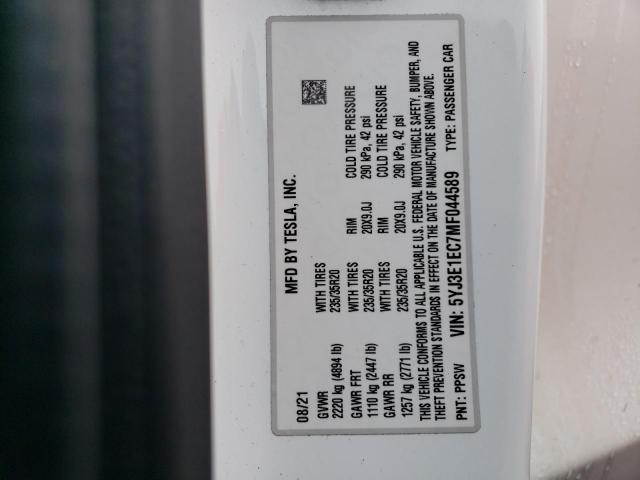 MFD BY TESLA, INC.
08/21
GVWR WITH TIRES RIM COLD TIRE PRESSURE
2220 kg (4894 lb) 235/35R20 20X9.0J 290 kPa, 42 psi
GAWR FRT WITH TIRES RIM COLD TIRE PRESSURE
1110 kg (2447 lb) 235/35R20 20X9.0J 290 kPa, 42 psi
GAWR RR
1257 kg (2771 lb) 235/35R20
THIS VEHICLE CONFORMS TO ALL APPLICABLE U.S. FEDERAL MOTOR VEHICLE SAFETY, BUMPER, AND
THEFT PREVENTION STANDARDS IN EFFECT ON THE DATE OF MANUFACTURE SHOWN ABOVE.
VIN: 5YJ3E1EC7MF044589
PNT: PPSW TYPE: PASSENGER CAR